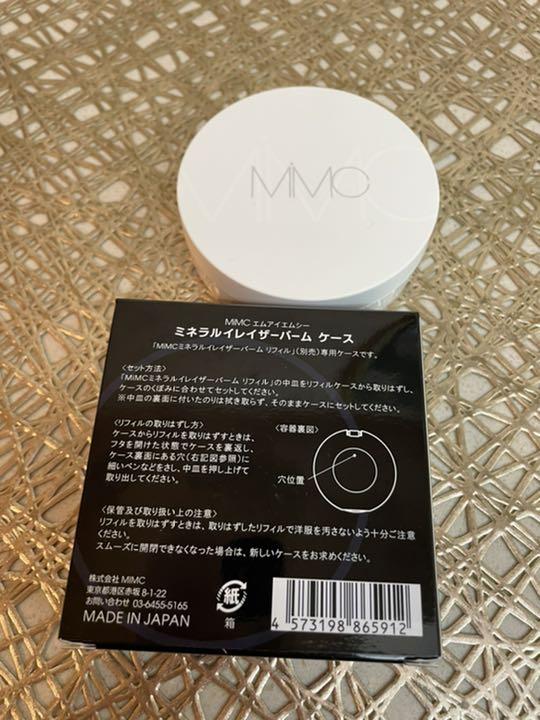 MiMC
MiMC エムアイエムシー
ミネラルイレイザーバーム ケース
「MiMCミネラルイレイザーバーム リフィル」(別売)専用ケースです。
〈セット方法〉
「MiMCミネラルイレイザーバーム リフィル」の中皿をリフィルケースから取りはずし、
ケースのくぼみに合わせてセットしてください。
※中皿の裏面に付いたのりは拭き取らず、そのままケースにセットしてください。
〈リフィルの取りはずし方〉
ケースからリフィルを取りはずすときは、
フタを開けた状態でケースを裏返し、
ケース裏面にある穴(右記図参照)に
細いペンなどをさし、中皿を押し上げて
取り出してください。
〈容器裏図〉
穴位置
〈保管及び取り扱い上の注意〉
リフィルを取りはずすときは、取りはずしたリフィルで洋服を汚さないよう十分ご注意
ください。
スムーズに開閉できなくなった場合は、新しいケースをお求めください。
株式会社 MIMC
東京都港区赤坂 8-1-22
お問い合わせ 03-6455-5165
MADE IN JAPAN
紙
箱
4 573198 865912